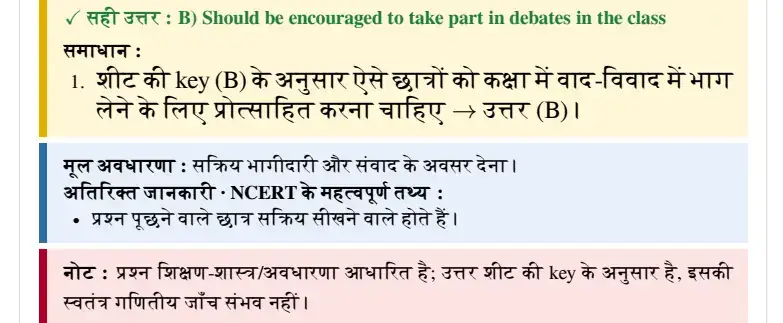 ✓ सही उत्तर : B) Should be encouraged to take part in debates in the class
समाधान :
1. शीट की key (B) के अनुसार ऐसे छात्रों को कक्षा में वाद-विवाद में भाग
लेने के लिए प्रोत्साहित करना चाहिए → उत्तर (B)।
मूल अवधारणा : सक्रिय भागीदारी और संवाद के अवसर देना।
अतिरिक्त जानकारी · NCERT के महत्वपूर्ण तथ्य :
• प्रश्न पूछने वाले छात्र सक्रिय सीखने वाले होते हैं।
नोट : प्रश्न शिक्षण-शास्त्र/अवधारणा आधारित है; उत्तर शीट की key के अनुसार है, इसकी
स्वतंत्र गणितीय जाँच संभव नहीं।